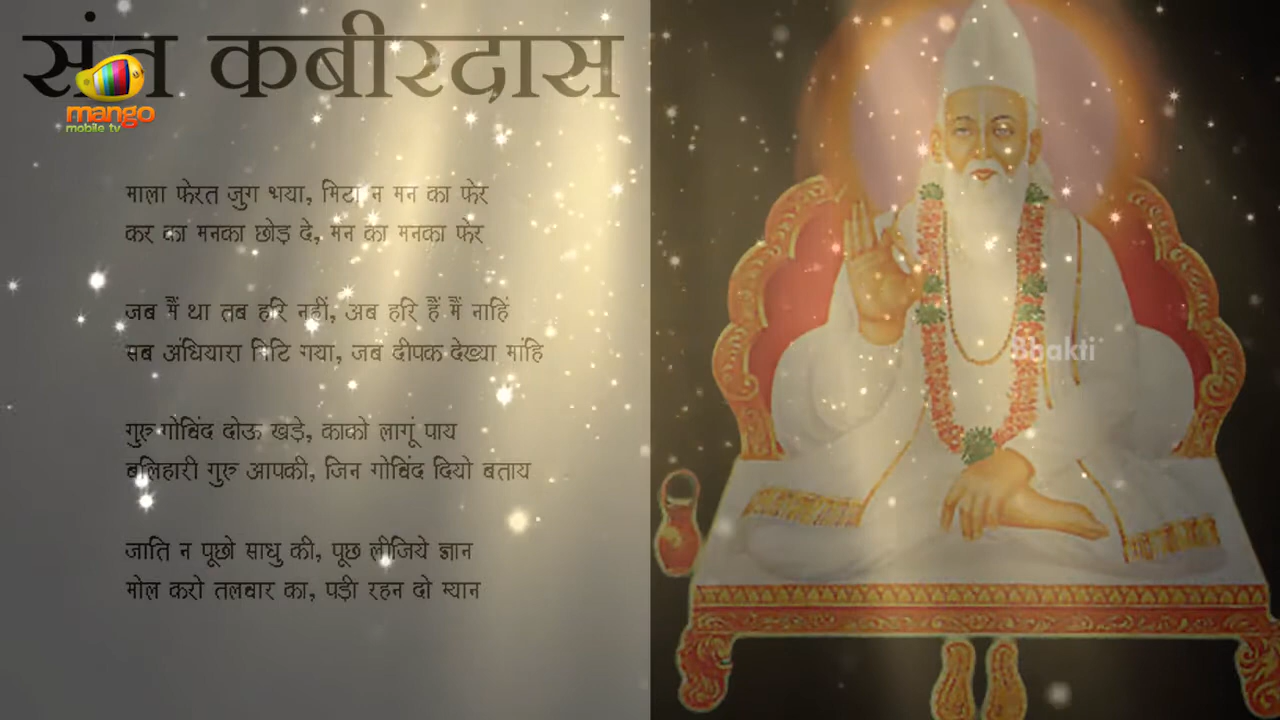 संत कबीरदास
mango
mobile tv
माला फेरत जुग भया, मिटा न मन का फेर
कर का मनका छोड़ दे, मन का मनका फेर
जब मैं था तब हरि नहीं, अब हरि हैं मैं नाहिं
सब अंधियारा मिटि गया, जब दीपक देख्या मांहि
गुरु गोबिंद दोऊ खड़े, काको लागूं पाय
बलिहारी गुरु आपकी, जिन गोबिंद दियो बताय
जाति न पूछो साधु की, पूछ लीजिये ज्ञान
मोल करो तलबार का, पड़ी रहन दो म्यान
Bhakti